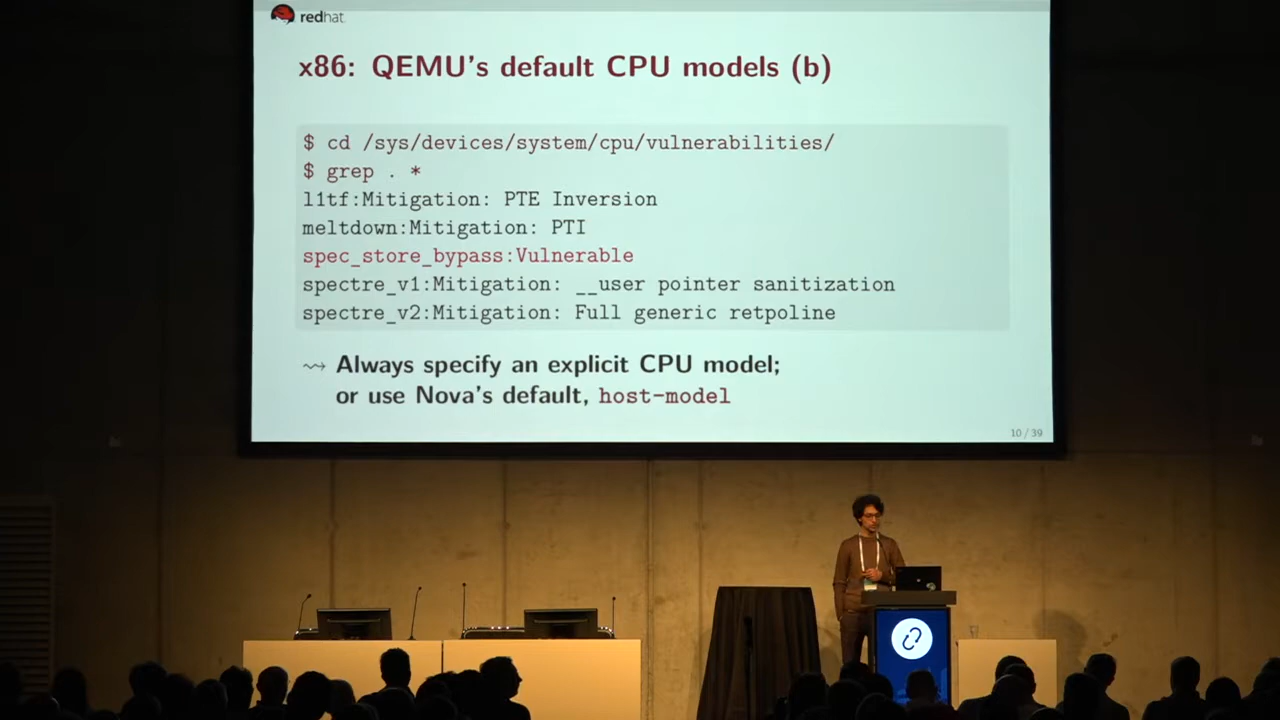 redhat.
x86: QEMU's default CPU models (b)
$ cd /sys/devices/system/cpu/vulnerabilities/
$ grep . *
l1tf:Mitigation: PTE Inversion
meltdown:Mitigation: PTI
spec_store_bypass:Vulnerable
spectre_v1:Mitigation: __user pointer sanitization
spectre_v2:Mitigation: Full generic retpoline
⇝ Always specify an explicit CPU model;
or use Nova's default, host-model
10 / 39